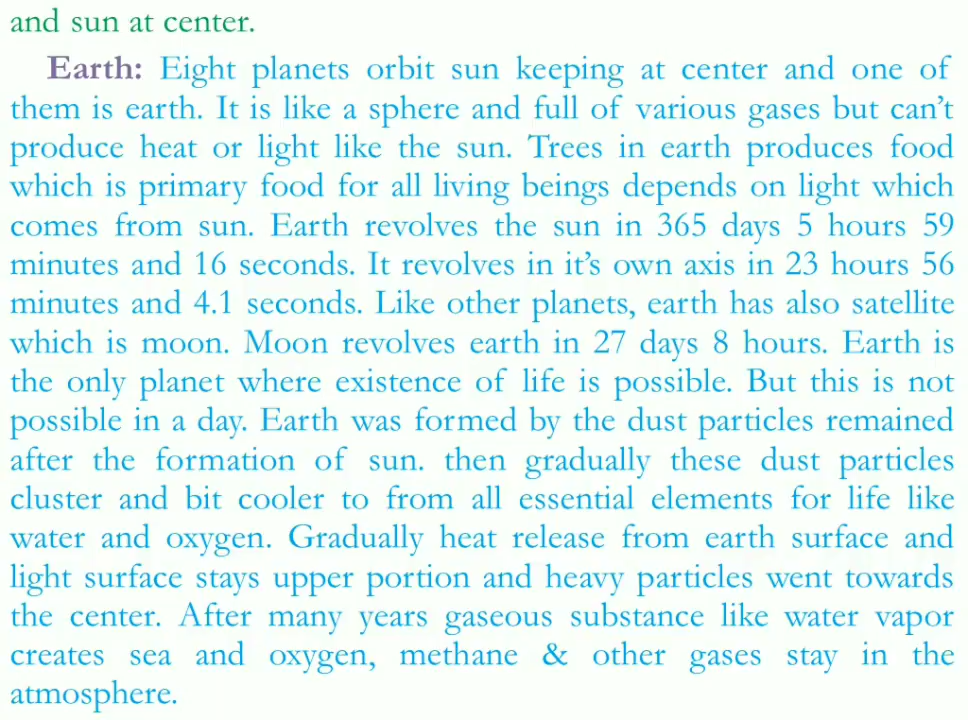 and sun at center.
Earth: Eight planets orbit sun keeping at center and one of
them is earth. It is like a sphere and full of various gases but can't
produce heat or light like the sun. Trees in earth produces food
which is primary food for all living beings depends on light which
comes from sun. Earth revolves the sun in 365 days 5 hours 59
minutes and 16 seconds. It revolves in it's own axis in 23 hours 56
minutes and 4.1 seconds. Like other planets, earth has also satellite
which is moon. Moon revolves earth in 27 days 8 hours. Earth is
the only planet where existence of life is possible. But this is not
possible in a day. Earth was formed by the dust particles remained
after the formation of sun. then gradually these dust particles
cluster and bit cooler to from all essential elements for life like
water and oxygen. Gradually heat release from earth surface and
light surface stays upper portion and heavy particles went towards
the center. After many years gaseous substance like water vapor
creates sea and oxygen, methane & other gases stay in the
atmosphere.